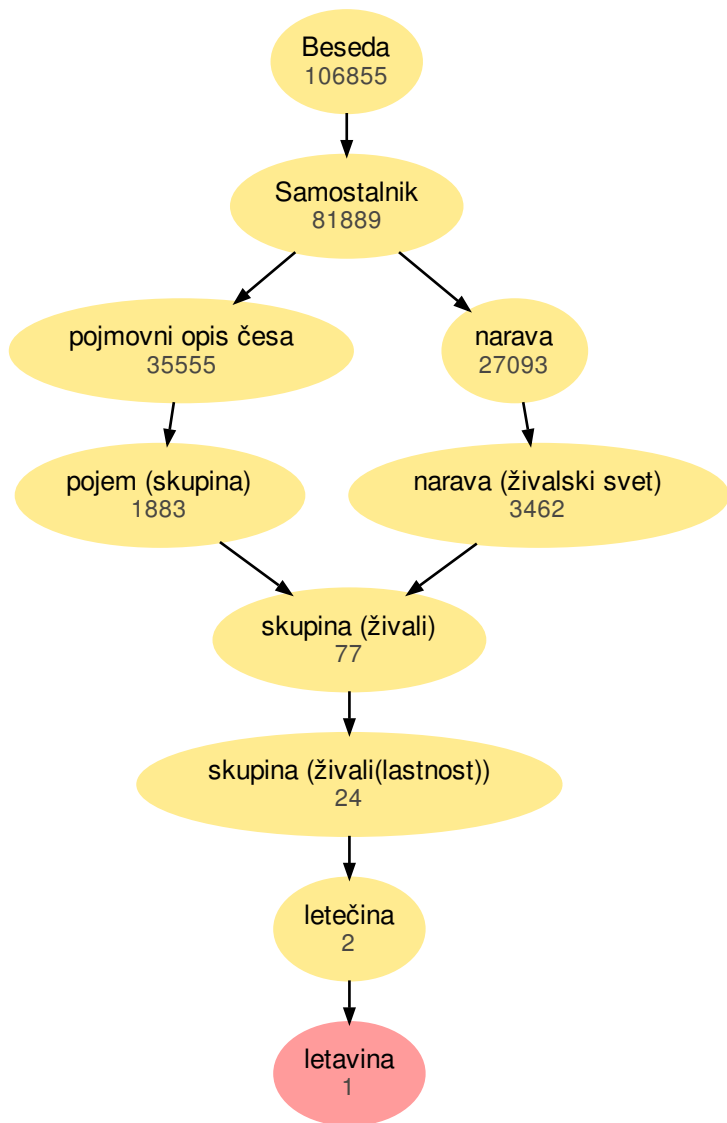 Beseda
106855
Samostalnik
81889
pojmovni opis česa
35555
narava
27093
pojem (skupina)
1883
narava (živalski svet)
3462
skupina (živali)
77
skupina (živali(lastnost))
24
letečina
2
letavina
1